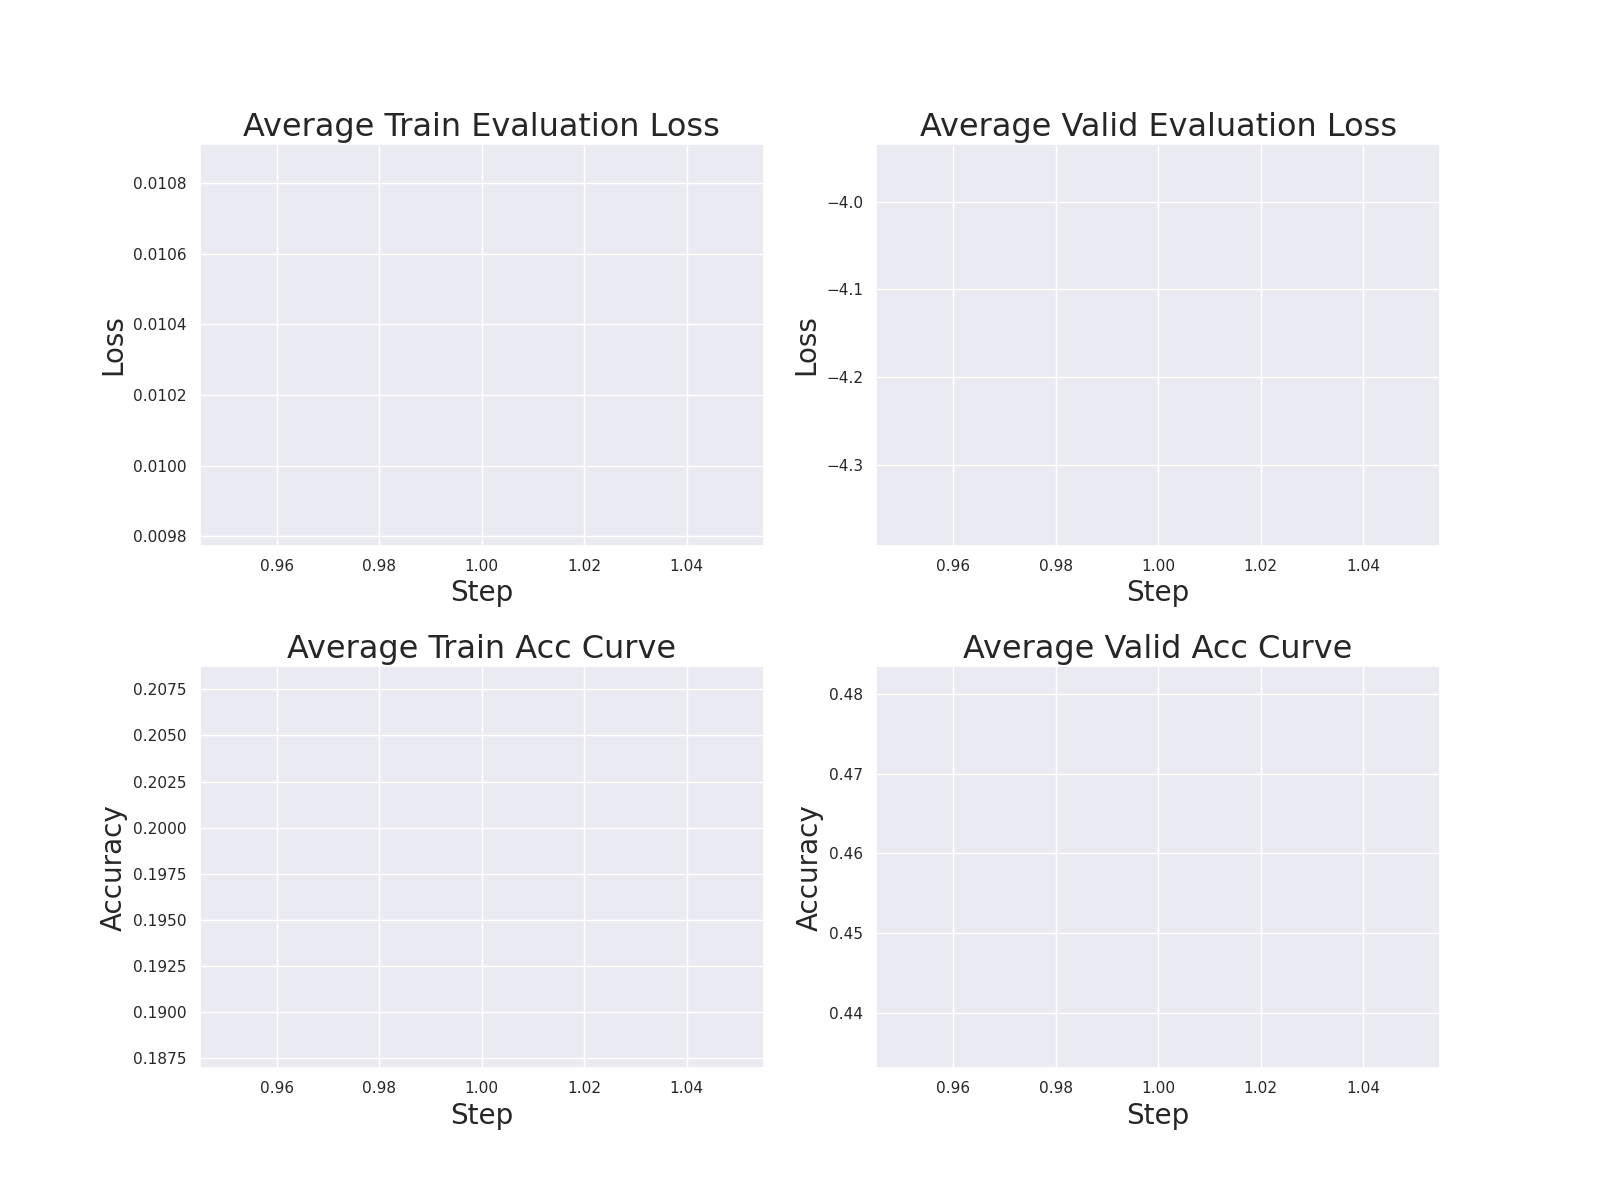 Average Train Evaluation Loss
0.0108
0.0106
0.0104
0.0102
0.0100
0.0098
Loss
0.96 0.98 1.00 1.02 1.04
Step
Average Valid Evaluation Loss
−4.0
−4.1
−4.2
−4.3
Loss
0.96 0.98 1.00 1.02 1.04
Step
Average Train Acc Curve
0.2075
0.2050
0.2025
0.2000
0.1975
0.1950
0.1925
0.1900
0.1875
Accuracy
0.96 0.98 1.00 1.02 1.04
Step
Average Valid Acc Curve
0.48
0.47
0.46
0.45
0.44
Accuracy
0.96 0.98 1.00 1.02 1.04
Step